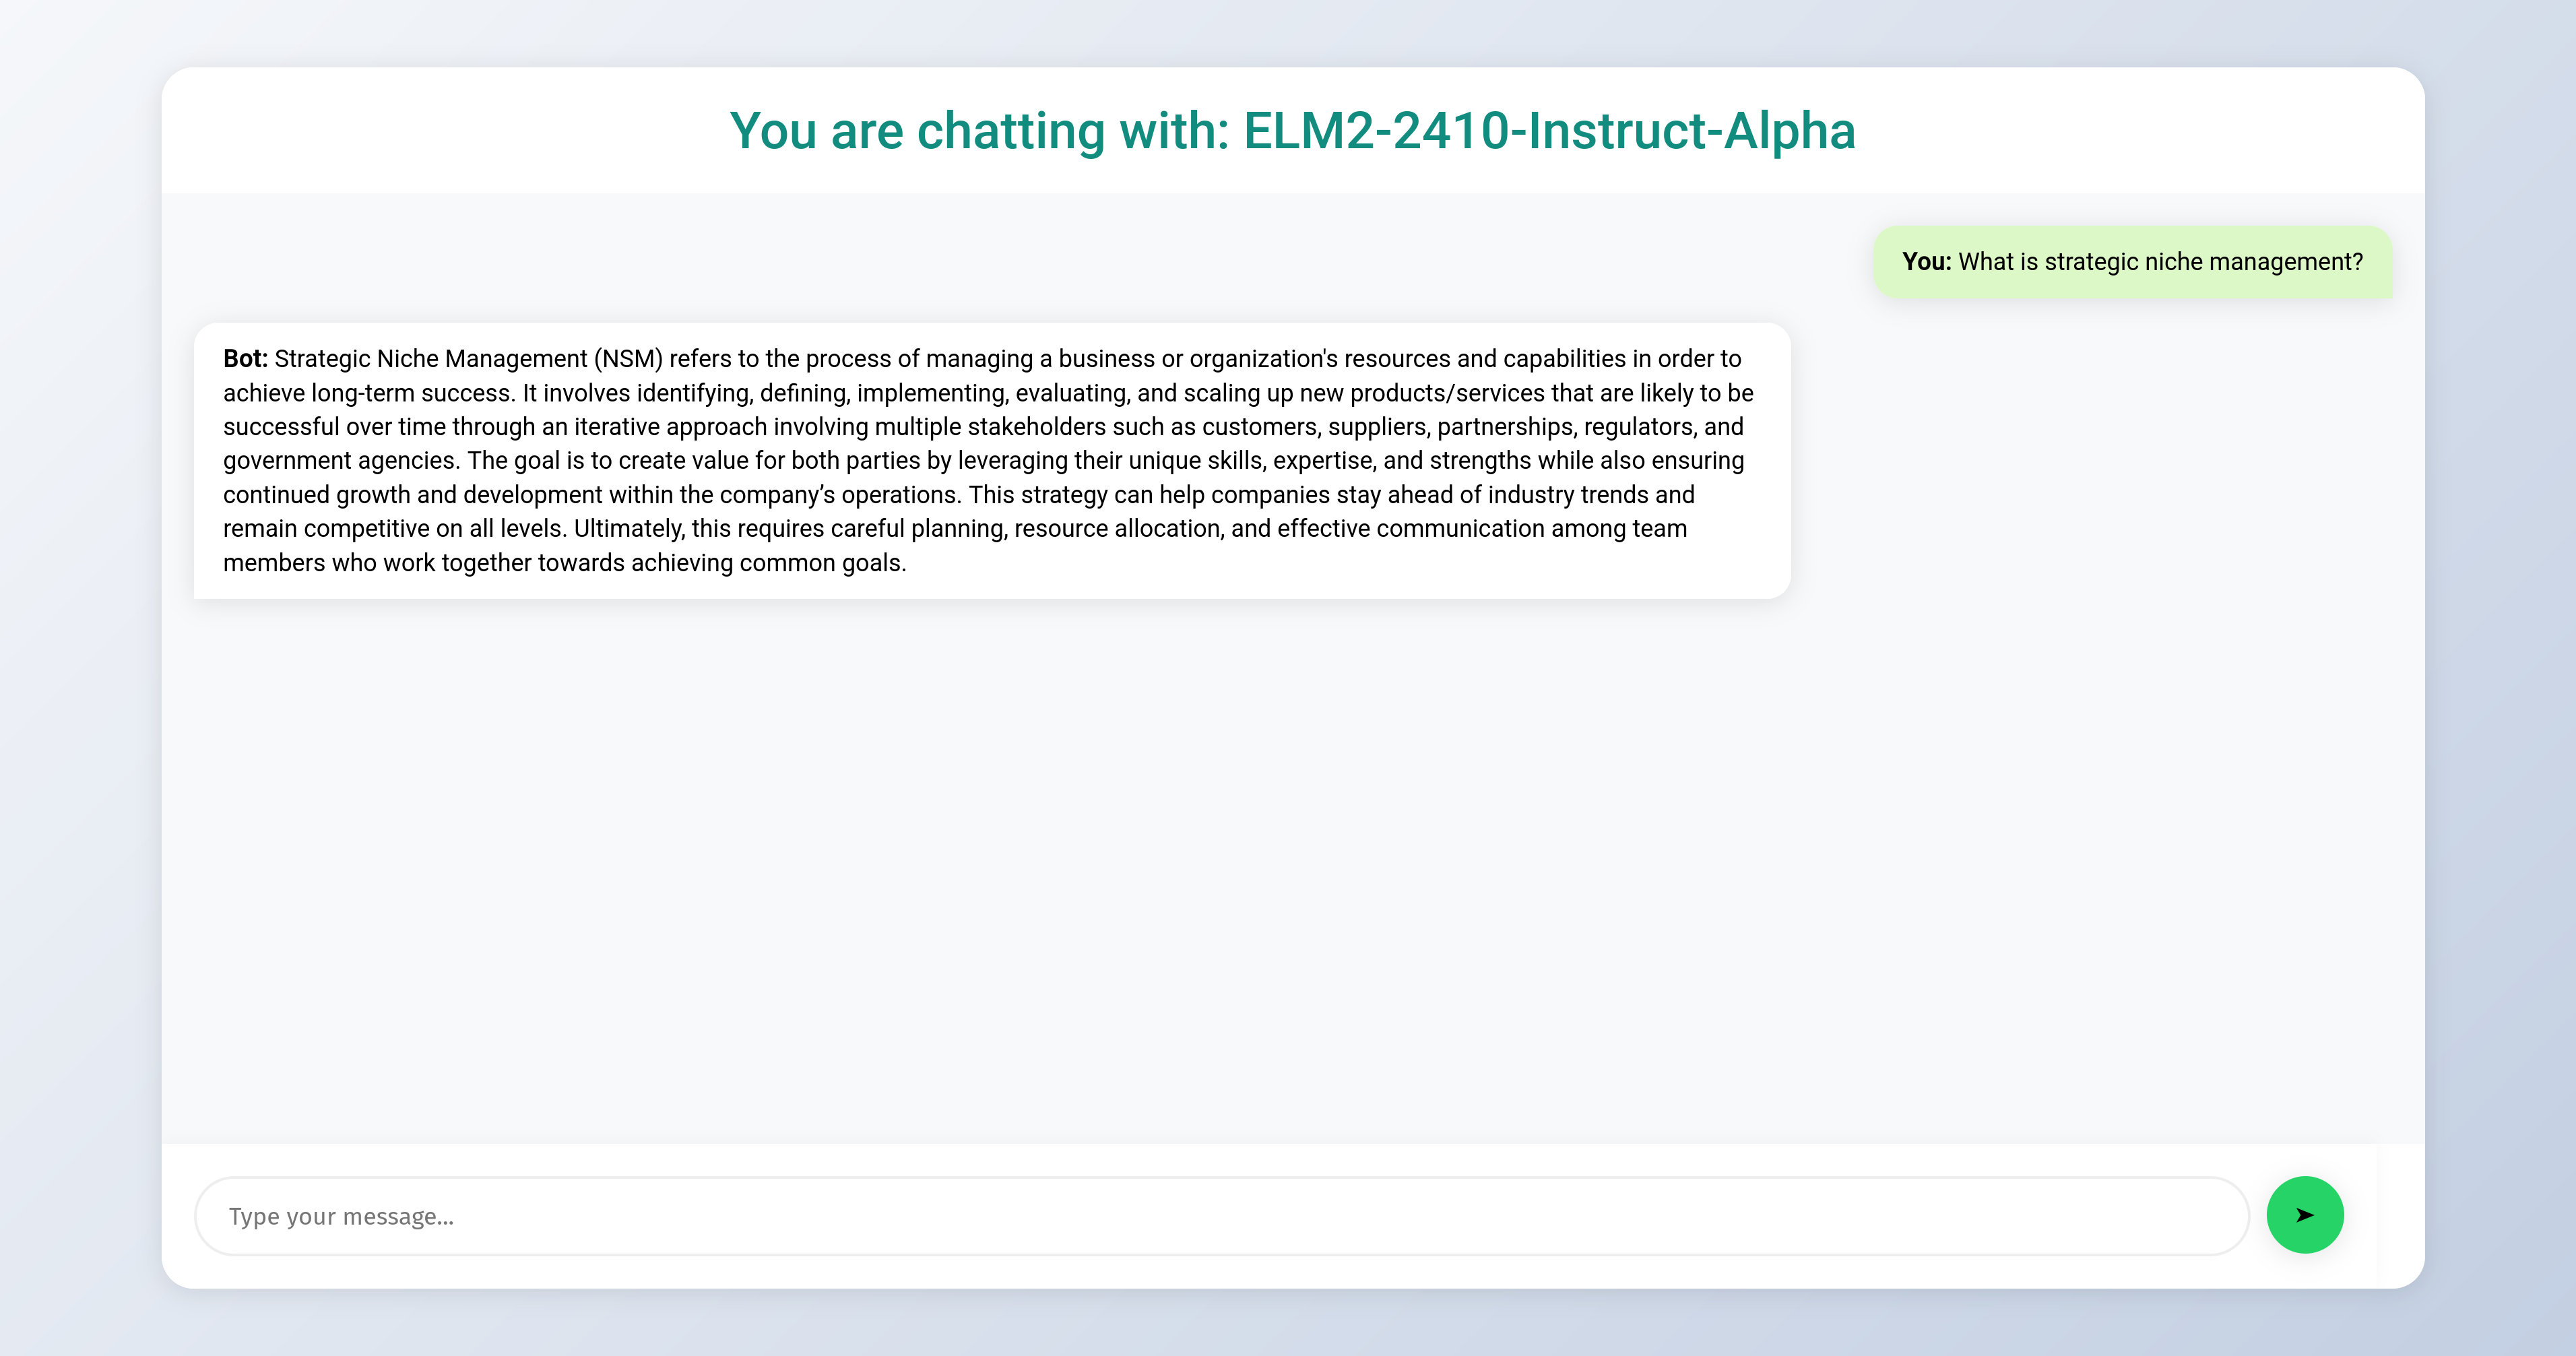 You are chatting with: ELM2-2410-Instruct-Alpha
You: What is strategic niche management?
Bot: Strategic Niche Management (NSM) refers to the process of managing a business or organization's resources and capabilities in order to
achieve long-term success. It involves identifying, defining, implementing, evaluating, and scaling up new products/services that are likely to be
successful over time through an iterative approach involving multiple stakeholders such as customers, suppliers, partnerships, regulators, and
government agencies. The goal is to create value for both parties by leveraging their unique skills, expertise, and strengths while also ensuring
continued growth and development within the company’s operations. This strategy can help companies stay ahead of industry trends and
remain competitive on all levels. Ultimately, this requires careful planning, resource allocation, and effective communication among team
members who work together towards achieving common goals.
Type your message...